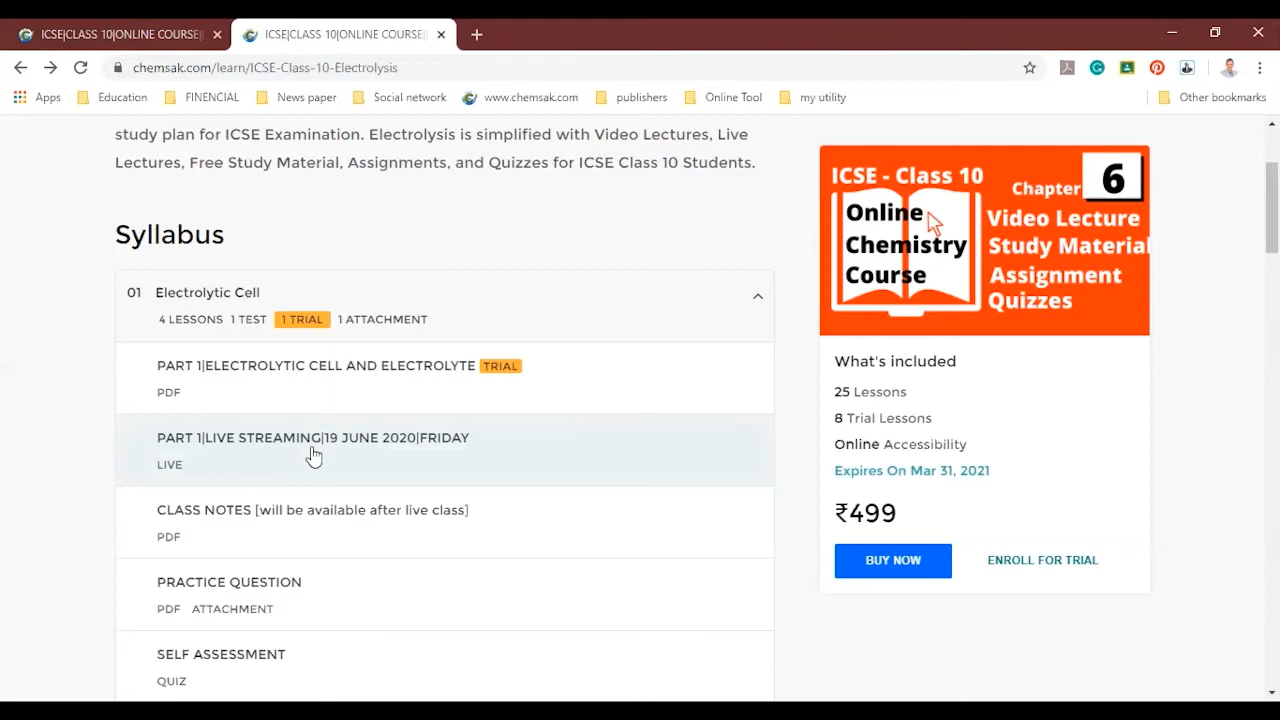 ICSE|CLASS 10|ONLINE COURSE|
ICSE|CLASS 10|ONLINE COURSE|
chemsak.com/learn/ICSE-Class-10-Electrolysis
Apps Education FINENCIAL News paper Social network www.chemsak.com publishers Online Tool my utility Other bookmarks
study plan for ICSE Examination. Electrolysis is simplified with Video Lectures, Live
Lectures, Free Study Material, Assignments, and Quizzes for ICSE Class 10 Students.
Syllabus
01 Electrolytic Cell
4 LESSONS 1 TEST 1 TRIAL 1 ATTACHMENT
PART 1|ELECTROLYTIC CELL AND ELECTROLYTE TRIAL
PDF
PART 1|LIVE STREAMING|19 JUNE 2020|FRIDAY
LIVE
CLASS NOTES [will be available after live class]
PDF
PRACTICE QUESTION
PDF ATTACHMENT
SELF ASSESSMENT
QUIZ
ICSE - Class 10
Chapter 6
Online
Chemistry
Course
Video Lecture
Study Material
Assignment
Quizzes
What's included
25 Lessons
8 Trial Lessons
Online Accessibility
Expires On Mar 31, 2021
₹499
BUY NOW ENROLL FOR TRIAL